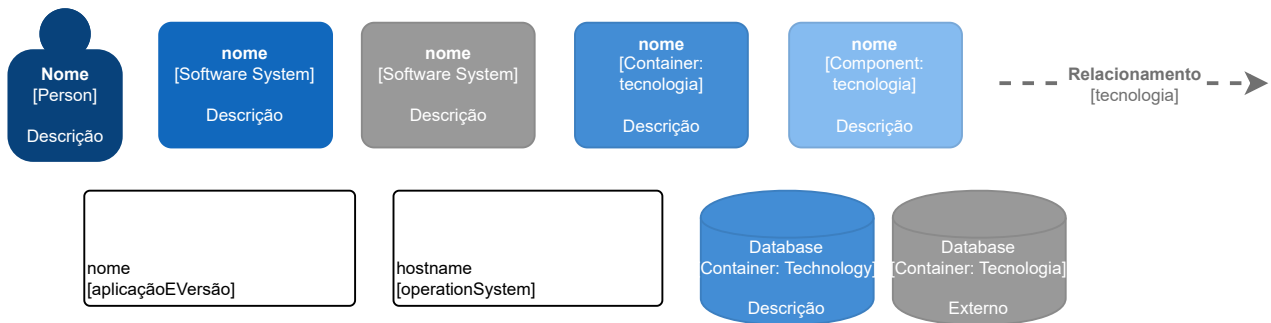 Nome
[Person]
Descrição
nome
[Software System]
Descrição
nome
[Software System]
Descrição
nome
[Container:
tecnologia]
Descrição
nome
[Component:
tecnologia]
Descrição
Relacionamento
[tecnologia]
nome
[aplicaçãoEVersão]
hostname
[operationSystem]
Database
Container: Technology]
Descrição
Database
[Container: Tecnologia]
Externo